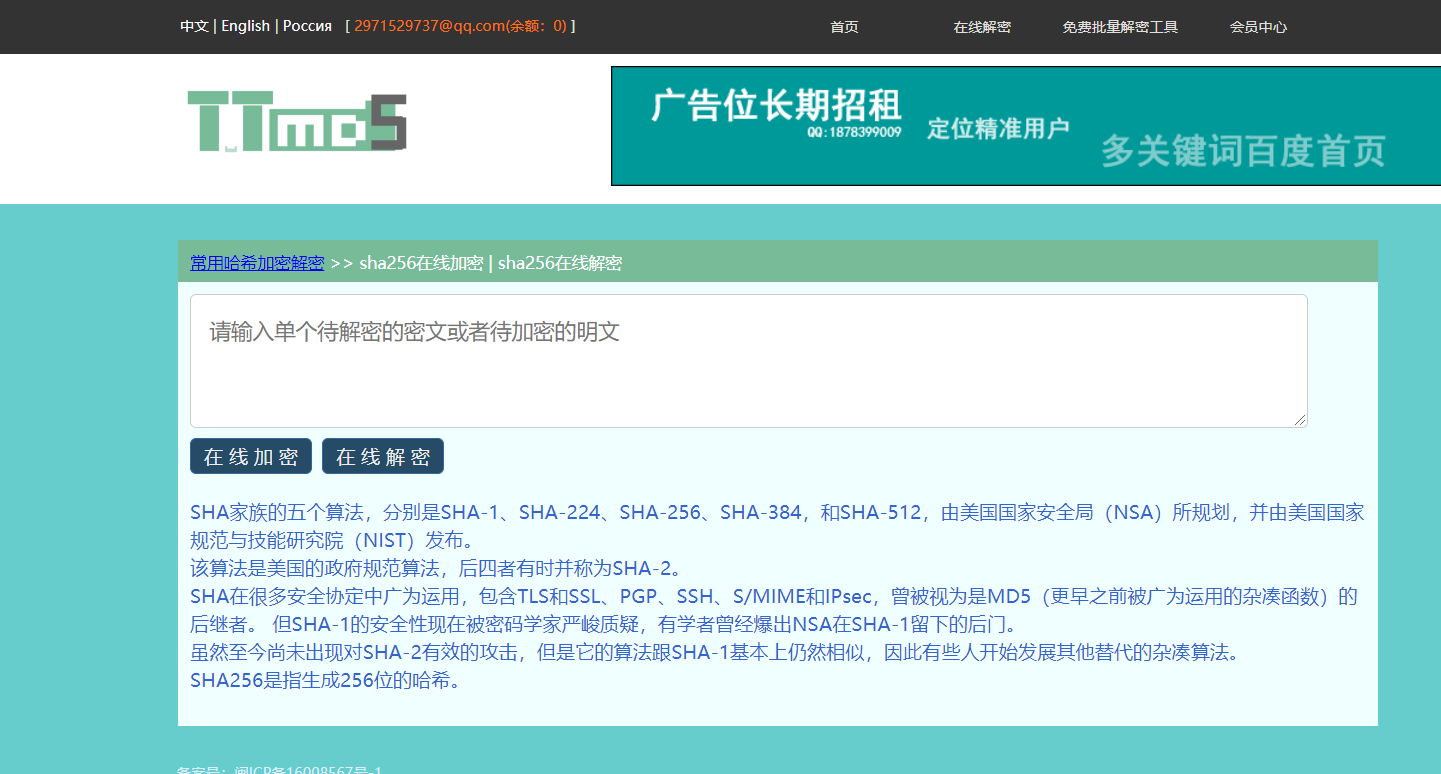 中文 | English | Россия [ 2971529737@qq.com(余额：0) ]
首页 在线解密 免费批量解密工具 会员中心
TTmd5
广告位长期招租
QQ:1878399009
定位精准用户
多关键词百度首页
常用哈希加密解密 >> sha256在线加密 | sha256在线解密
请输入单个待解密的密文或者待加密的明文
在线加密 在线解密
SHA家族的五个算法，分别是SHA-1、SHA-224、SHA-256、SHA-384，和SHA-512，由美国国家安全局（NSA）所规划，并由美国国家
规范与技能研究院（NIST）发布。
该算法是美国的政府规范算法，后四者有时并称为SHA-2。
SHA在很多安全协定中广为运用，包含TLS和SSL、PGP、SSH、S/MIME和IPsec，曾被视为是MD5（更早之前被广为运用的杂凑函数）的
后继者。 但SHA-1的安全性现在被密码学家严峻质疑，有学者曾经爆出NSA在SHA-1留下的后门。
虽然至今尚未出现对SHA-2有效的攻击，但是它的算法跟SHA-1基本上仍然相似，因此有些人开始发展其他替代的杂凑算法。
SHA256是指生成256位的哈希。
备案号：闽ICP备16008567号-1